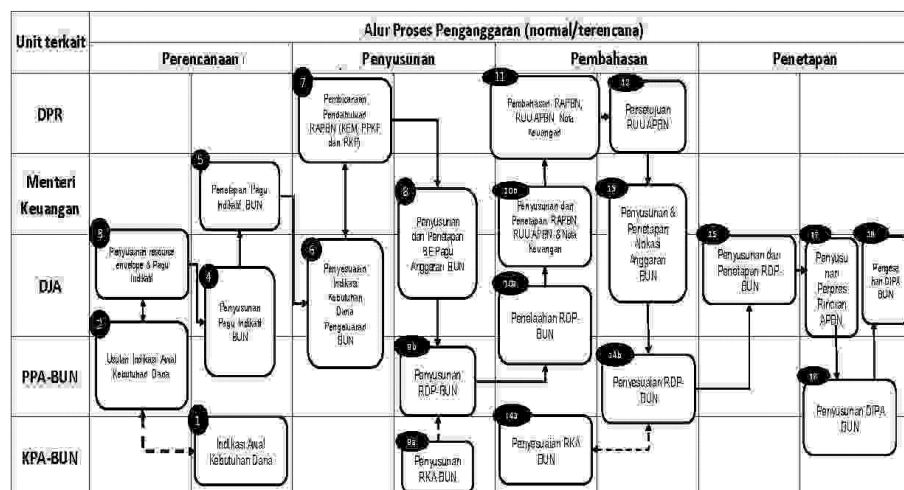 Unit terkait
Alur Proses Penganggaran (normal/terencana)
Perencanaan
Penyusunan
Pembahasan
Penetapan
DPR
7
Pembicaraan
Pendahuluan
RAPBN (KEM, PPKF
dan RKP)
11
Pembahasan RAPBN,
RUU APBN, Nota
Keuangan
12
Persetujuan
RUU APBN
Menteri
Keuangan
5
Penetapan Pagu
Indikatif BUN
8
Penyusunan
dan Penetapan
SE Pagu
Anggaran BUN
10b
Penyusunan dan
Penetapan RAPBN,
RUU APBN & Nota
Keuangan
13
Penyusunan &
Penetapan
Alokasi
Anggaran
BUN
DJA
3
Penyusunan resource
envelope & Pagu
Indikatif
4
Penyusunan
Pagu Indikatif
BUN
6
Penyesuaian
Indikasi
Kebutuhan
Dana
Pengeluaran
BUN
10a
Penelaahan RDP-
BUN
15
Penyusunan dan
Penetapan RDP-
BUN
17
Penyusu
nan
Perpres
Rincian
APBN
18
Pengesa
han DIPA
BUN
PPA-BUN
2
Usulan Indikasi Awal
Kebutuhan Dana
9b
Penyusunan
RDP-BUN
14b
Penyesuaian RDP-
BUN
16
Penyusunan DIPA
BUN
KPA-BUN
1
Indikasi Awal
Kebutuhan Dana
9a
Penyusunan
RKA-BUN
14a
Penyesuaian RKA
BUN